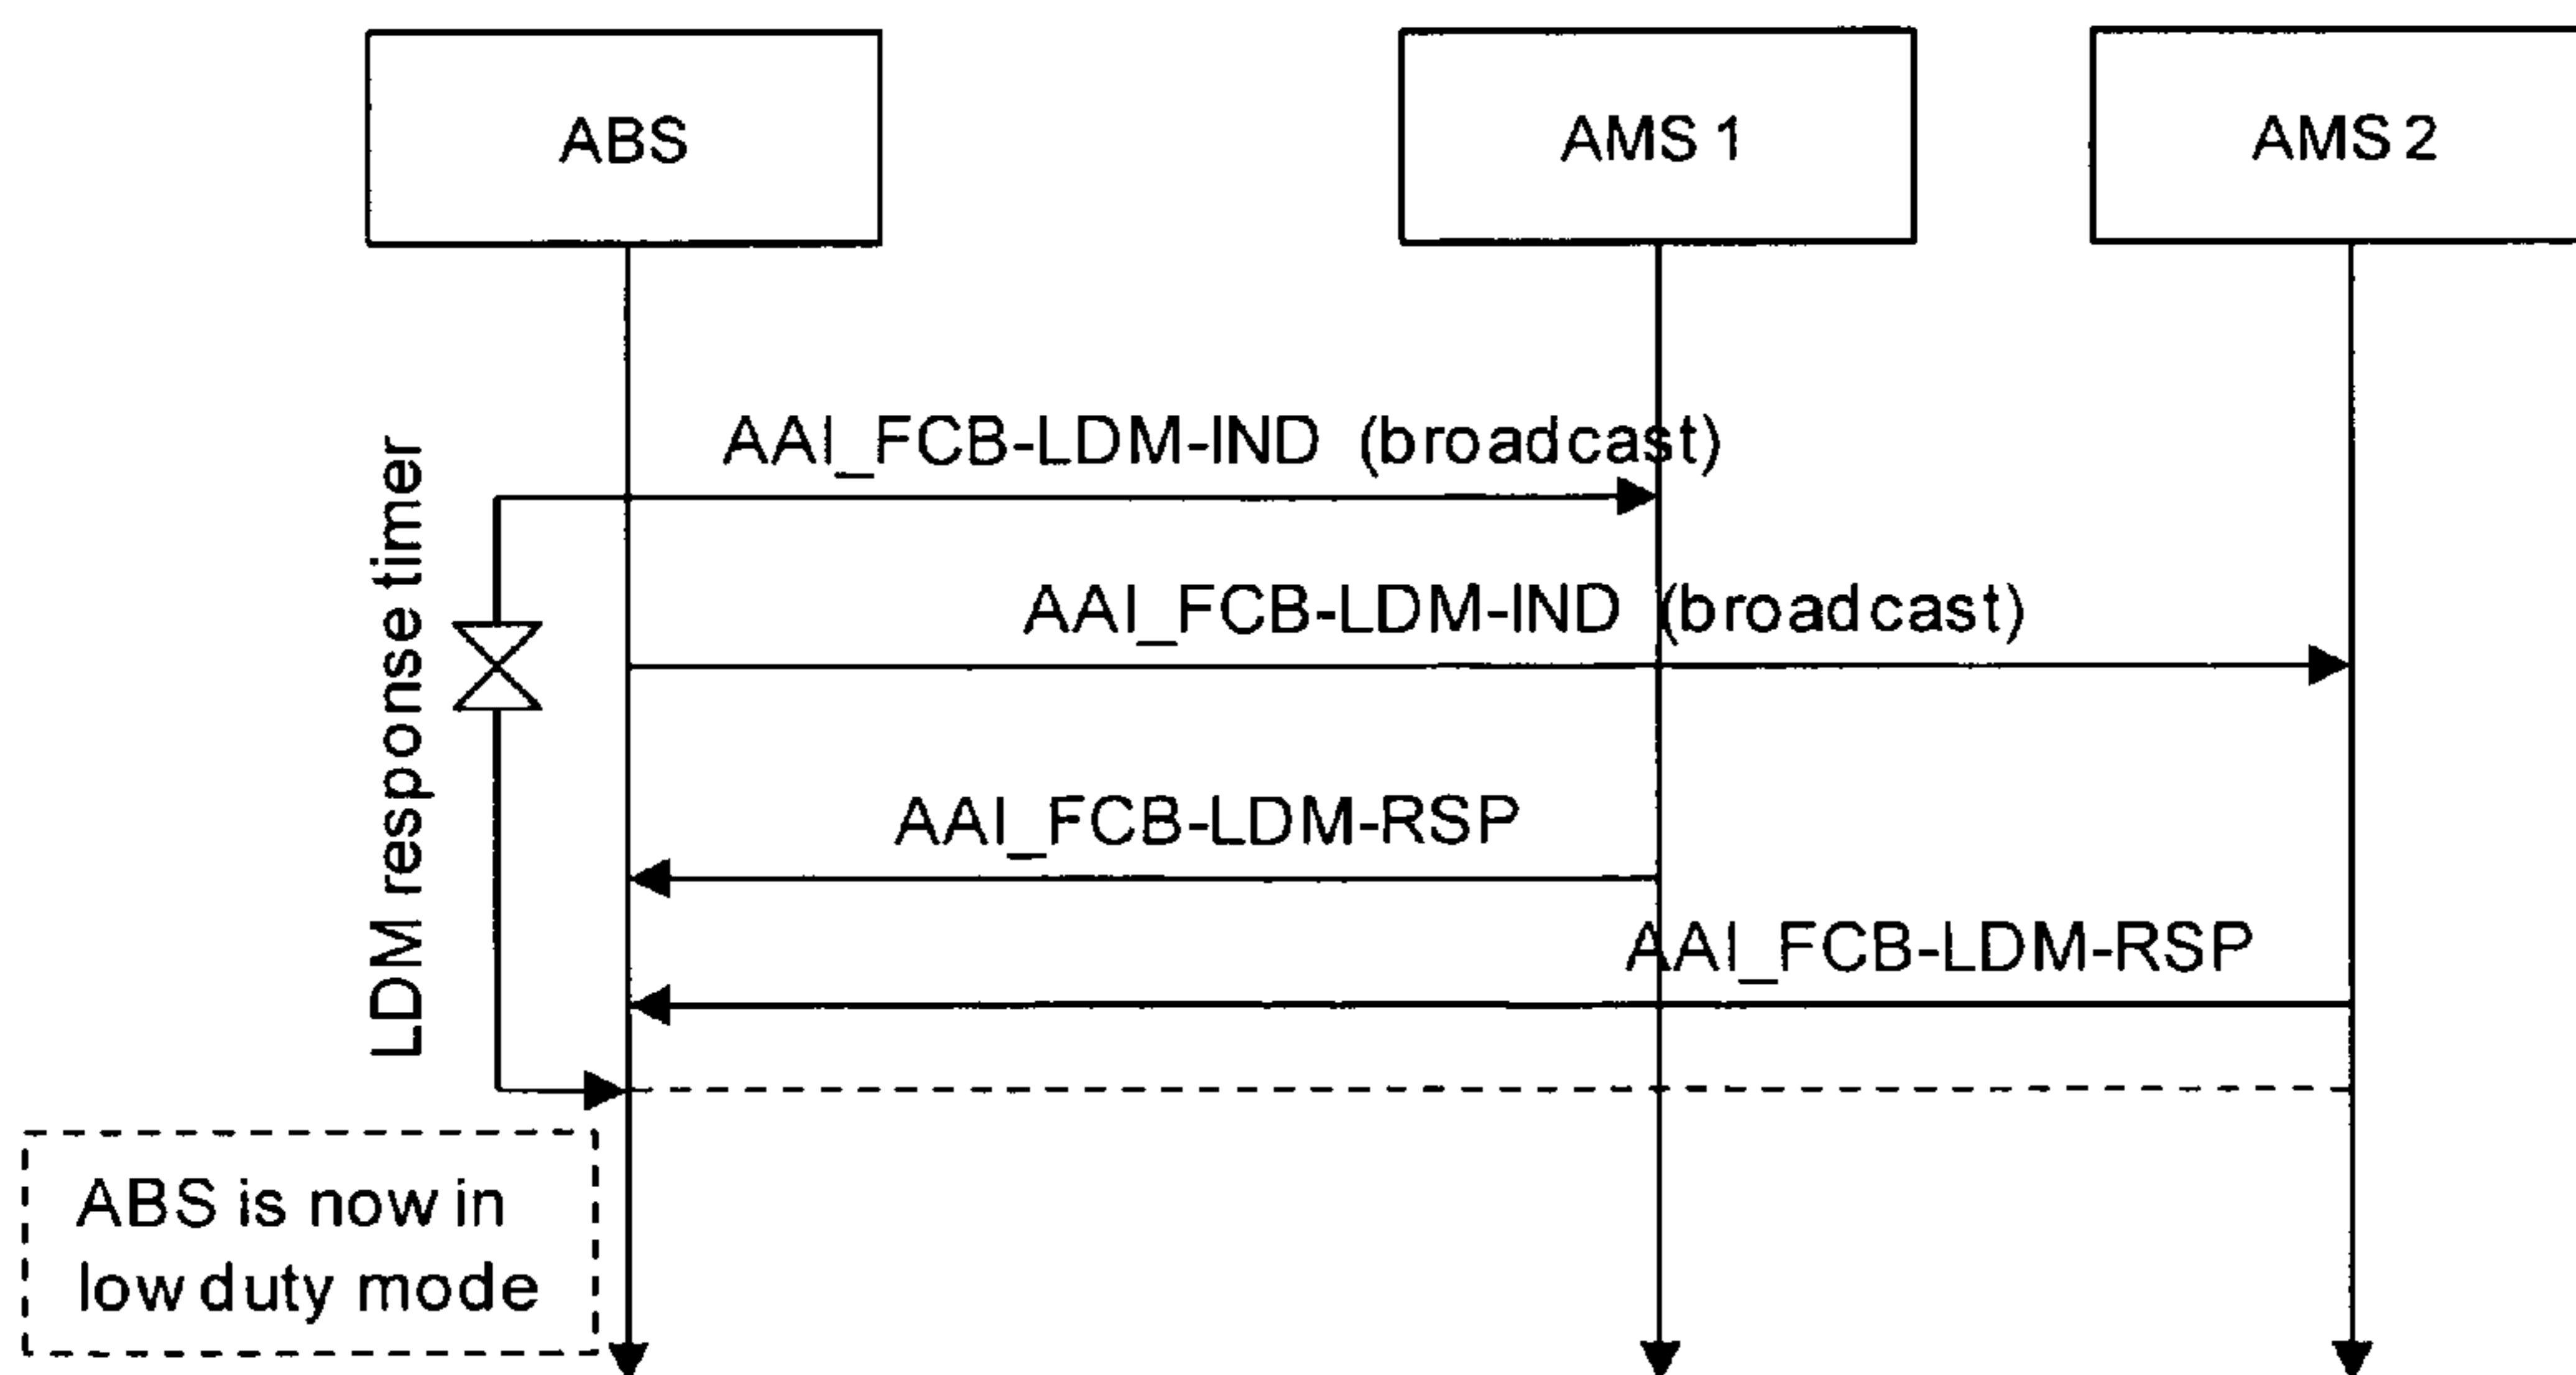 ABS
AMS 1
AMS 2
AAI_FCB-LDM-IND (broadcast)
LDM response timer
AAI_FCB-LDM-IND (broadcast)
AAI_FCB-LDM-RSP
AAI_FCB-LDM-RSP
ABS is now in
low duty mode